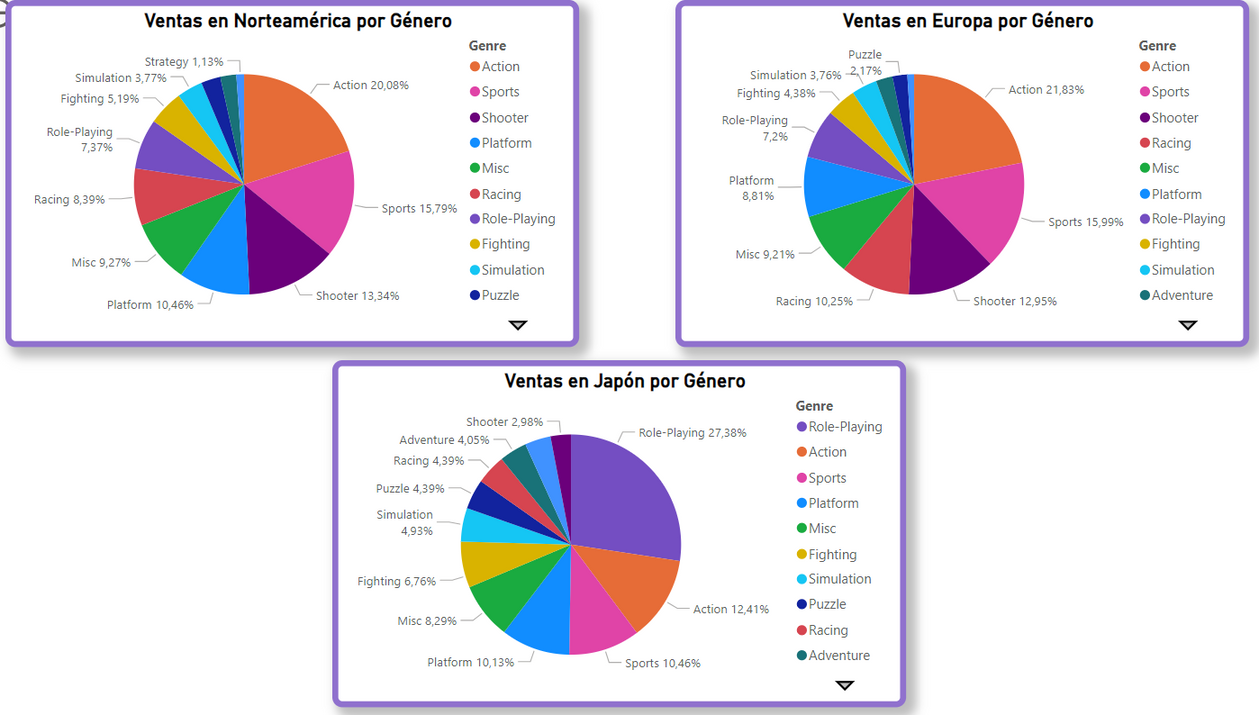 Ventas en Norteamérica por Género
Strategy 1,13%
Simulation 3,77%
Fighting 5,19%
Role-Playing
7,37%
Racing 8,39%
Misc 9,27%
Platform 10,46%
Shooter 13,34%
Sports 15,79%
Action 20,08%
Genre
Action
Sports
Shooter
Platform
Misc
Racing
Role-Playing
Fighting
Simulation
Puzzle
Ventas en Europa por Género
Puzzle
2,17%
Simulation 3,76%
Fighting 4,38%
Role-Playing
7,2%
Platform
8,81%
Misc 9,21%
Racing 10,25%
Shooter 12,95%
Sports 15,99%
Action 21,83%
Genre
Action
Sports
Shooter
Racing
Misc
Platform
Role-Playing
Fighting
Simulation
Adventure
Ventas en Japón por Género
Shooter 2,98%
Adventure 4,05%
Racing 4,39%
Puzzle 4,39%
Simulation
4,93%
Fighting 6,76%
Misc 8,29%
Platform 10,13%
Sports 10,46%
Action 12,41%
Role-Playing 27,38%
Genre
Role-Playing
Action
Sports
Platform
Misc
Fighting
Simulation
Puzzle
Racing
Adventure